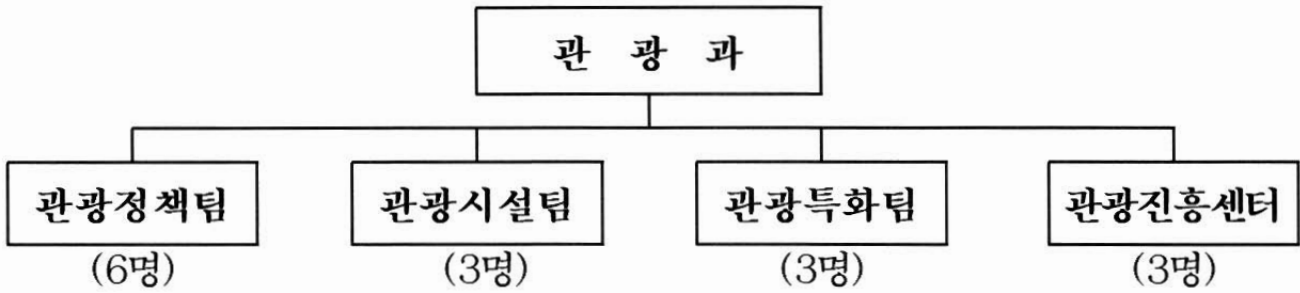 관 광 과
관광정책팀 관광시설팀 관광특화팀 관광진흥센터
(6명) (3명) (3명) (3명)